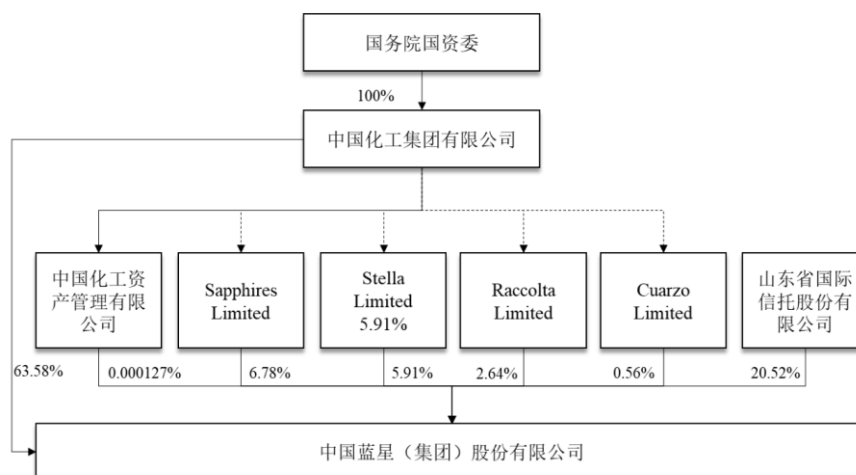 国务院国资委
100%
中国化工集团有限公司
中国化工资
产管理有限
公司
Sapphires
Limited
Stella
Limited
5.91%
Raccolta
Limited
Cuarzo
Limited
山东省国际
信托股份有
限公司
63.58%
0.000127%
6.78%
5.91%
2.64%
0.56%
20.52%
中国蓝星（集团）股份有限公司